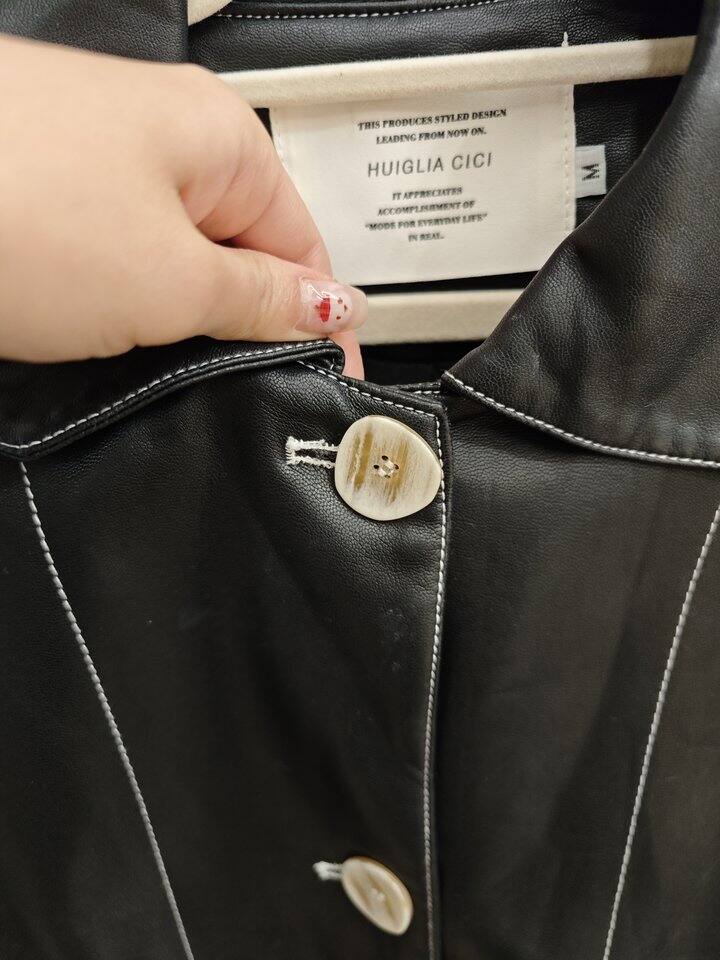 THIS PRODUCES STYLED DESIGN
LEADING FROM NOW ON.
HUIGLIA CICI
IT APPRECIATES
ACCOMPLISHMENT OF
"MODE FOR EVERYDAY LIFE"
IN REAL.
M